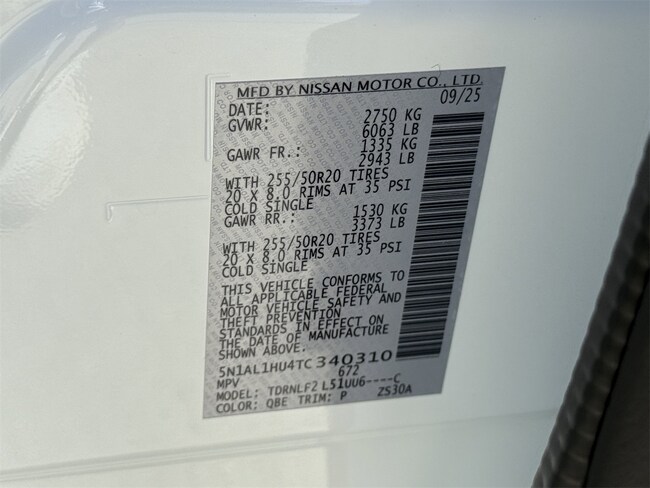 MFD BY NISSAN MOTOR CO., LTD.
DATE: 09/25
GVWR: 2750 KG
6063 LB
GAWR FR.: 1335 KG
2943 LB
WITH 255/50R20 TIRES
20 X 8.0 RIMS AT 35 PSI
COLD SINGLE
GAWR RR.: 1530 KG
3373 LB
WITH 255/50R20 TIRES
20 X 8.0 RIMS AT 35 PSI
COLD SINGLE
THIS VEHICLE CONFORMS TO
ALL APPLICABLE FEDERAL
MOTOR VEHICLE SAFETY AND
THEFT PREVENTION
STANDARDS IN EFFECT ON
THE DATE OF MANUFACTURE
SHOWN ABOVE.
5N1AL1HU4TC340310
MPV 672
MODEL: TDRNLF2 L51UU6----C
COLOR: QBE TRIM: P ZS30A